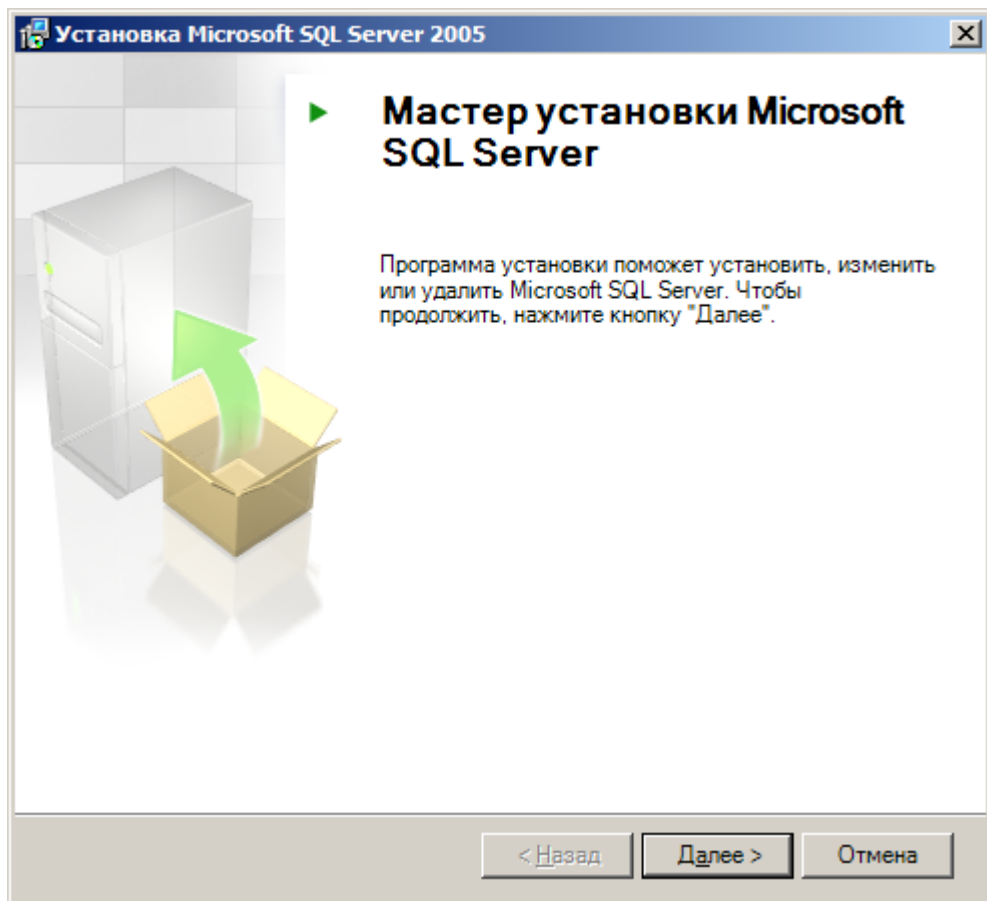 Установка Microsoft SQL Server 2005
Мастер установки Microsoft
SQL Server
Программа установки поможет установить, изменить
или удалить Microsoft SQL Server. Чтобы
продолжить, нажмите кнопку "Далее".
< Назад
Далее >
Отмена